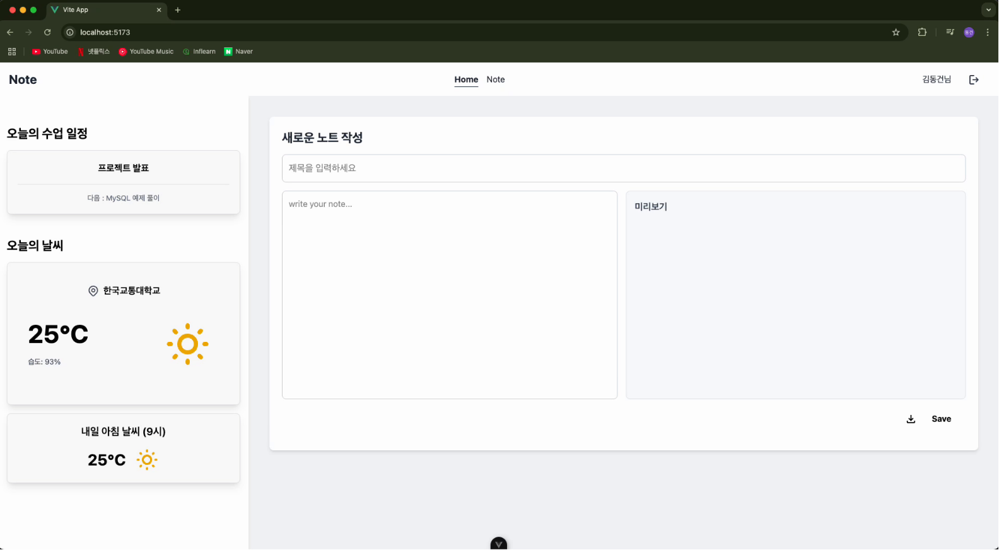 Vite App
localhost:5173
동건
YouTube
넷플릭스
YouTube Music
Inflearn
Naver
Note
Home
Note
김동건님
오늘의 수업 일정
프로젝트 발표
다음 : MySQL 예제 풀이
오늘의 날씨
한국교통대학교
25°C
습도: 93%
내일 아침 날씨 (9시)
25°C
새로운 노트 작성
제목을 입력하세요
write your note...
미리보기
Save